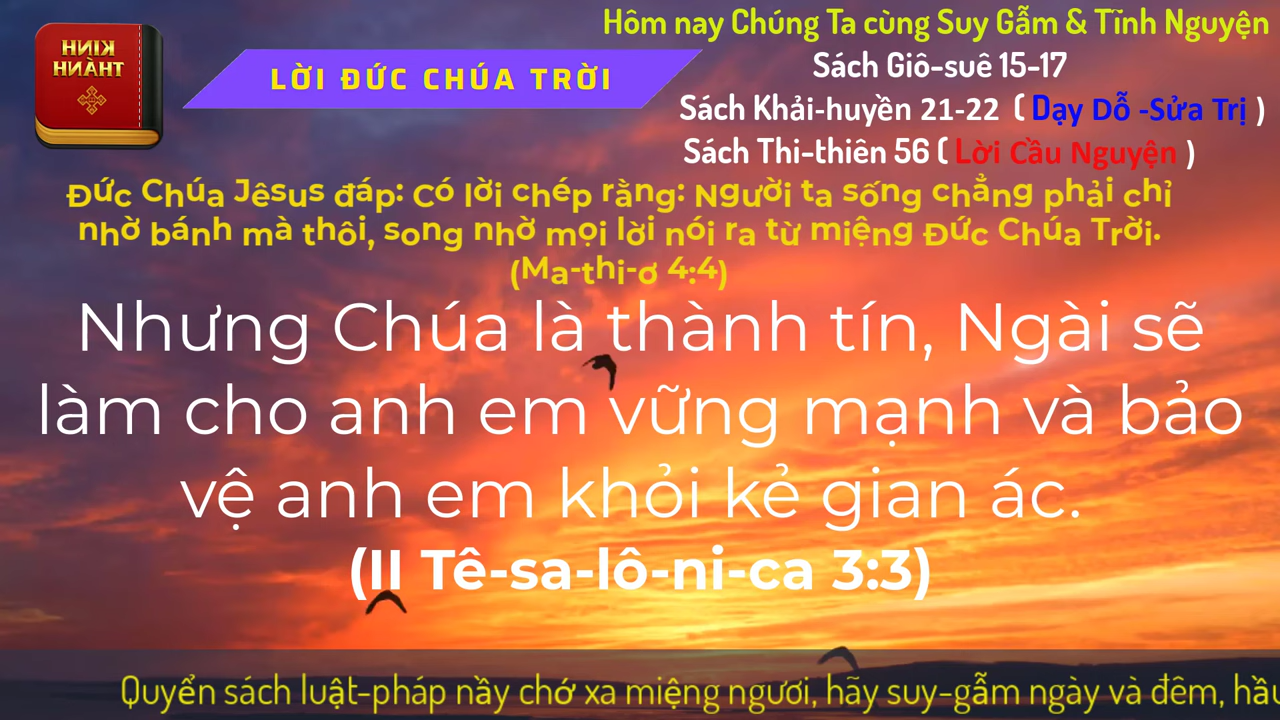 KINH
THÀNH
LỜI ĐỨC CHÚA TRỜI
Hôm nay Chúng Ta cùng Suy Gẫm & Tĩnh Nguyện
Sách Giô-suê 15-17
Sách Khải-huyền 21-22 ( Dạy Dỗ -Sửa Trị )
Sách Thi-thiên 56 ( Lời Cầu Nguyện )
Đức Chúa Jêsus đáp: Có lời chép rằng: Người ta sống chẳng phải chỉ
nhờ bánh mà thôi, song nhờ mọi lời nói ra từ miệng Đức Chúa Trời.
(Ma-thi-ơ 4:4)
Nhưng Chúa là thành tín, Ngài sẽ
làm cho anh em vững mạnh và bảo
vệ anh em khỏi kẻ gian ác.
(II Tê-sa-lô-ni-ca 3:3)
Quyển sách luật-pháp nầy chớ xa miệng ngươi, hãy suy-gẫm ngày và đêm, hầu